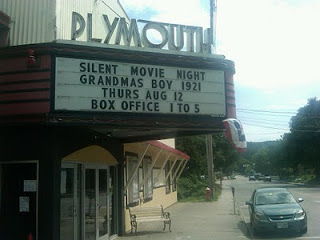 PLYMOUTH
SILENT MOVIE NIGHT
GRANDMAS BOY 1921
THURS AUG 12
BOX OFFICE 1 TO 5